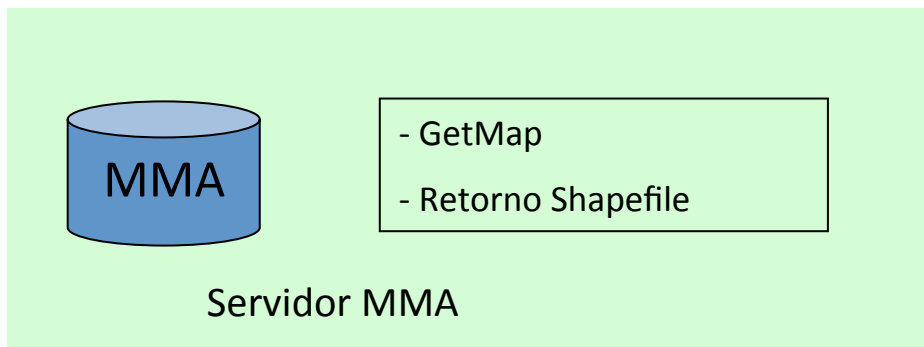 MMA
- GetMap
- Retorno Shapefile
Servidor MMA